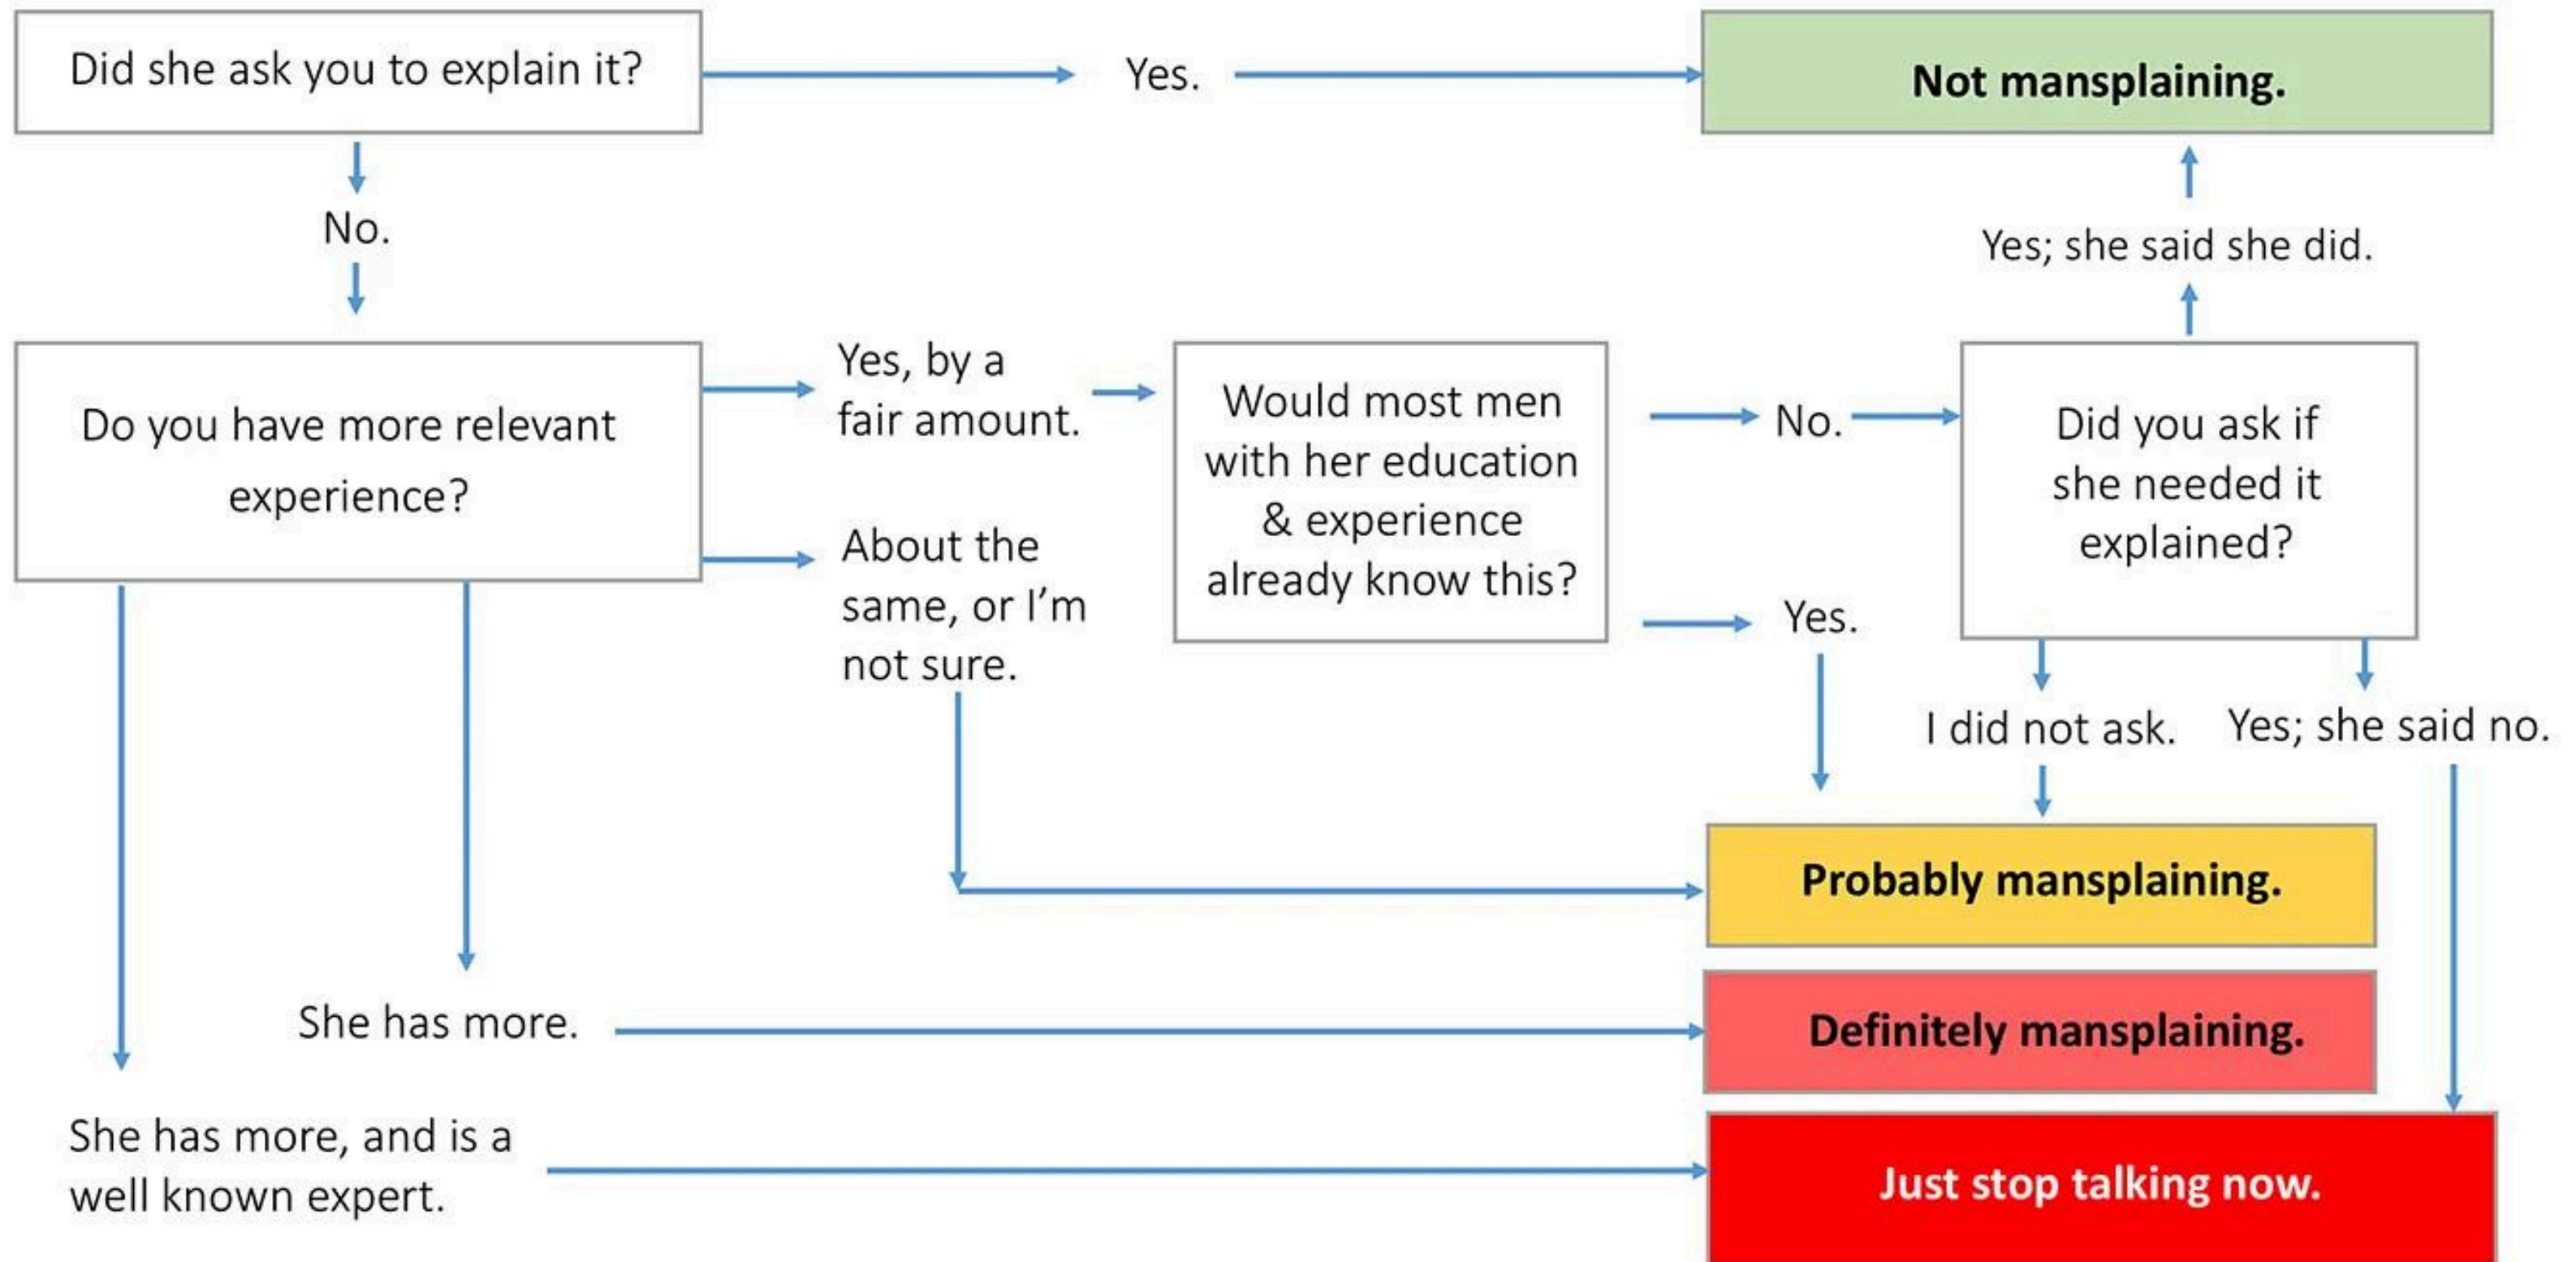 Did she ask you to explain it?
Yes.
Not mansplaining.
No.
Yes; she said she did.
Do you have more relevant
experience?
Yes, by a
fair amount.
About the
same, or I’m
not sure.
Would most men
with her education
& experience
already know this?
No.
Yes.
Did you ask if
she needed it
explained?
I did not ask.
Yes; she said no.
Probably mansplaining.
She has more.
Definitely mansplaining.
She has more, and is a
well known expert.
Just stop talking now.